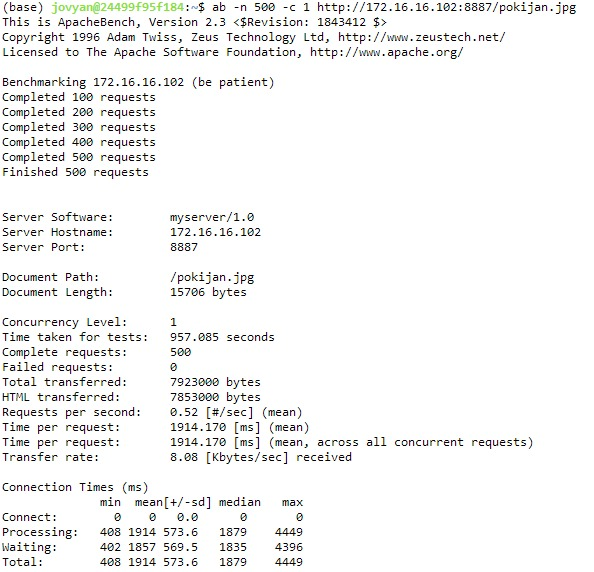 (base) jovyan@24499f95f184:~$ ab -n 500 -c 1 http://172.16.16.102:8887/pokijan.jpg
This is ApacheBench, Version 2.3 <$Revision: 1843412 $>
Copyright 1996 Adam Twiss, Zeus Technology Ltd, http://www.zeustech.net/
Licensed to The Apache Software Foundation, http://www.apache.org/

Benchmarking 172.16.16.102 (be patient)
Completed 100 requests
Completed 200 requests
Completed 300 requests
Completed 400 requests
Completed 500 requests
Finished 500 requests


Server Software:        myserver/1.0
Server Hostname:        172.16.16.102
Server Port:            8887

Document Path:          /pokijan.jpg
Document Length:        15706 bytes

Concurrency Level:      1
Time taken for tests:   957.085 seconds
Complete requests:      500
Failed requests:        0
Total transferred:      7923000 bytes
HTML transferred:       7853000 bytes
Requests per second:    0.52 [#/sec] (mean)
Time per request:       1914.170 [ms] (mean)
Time per request:       1914.170 [ms] (mean, across all concurrent requests)
Transfer rate:          8.08 [Kbytes/sec] received

Connection Times (ms)
              min  mean[+/-sd] median   max
Connect:        0    0   0.0      0       0
Processing:   408 1914 573.6   1879    4449
Waiting:      402 1857 569.5   1835    4396
Total:        408 1914 573.6   1879    4449